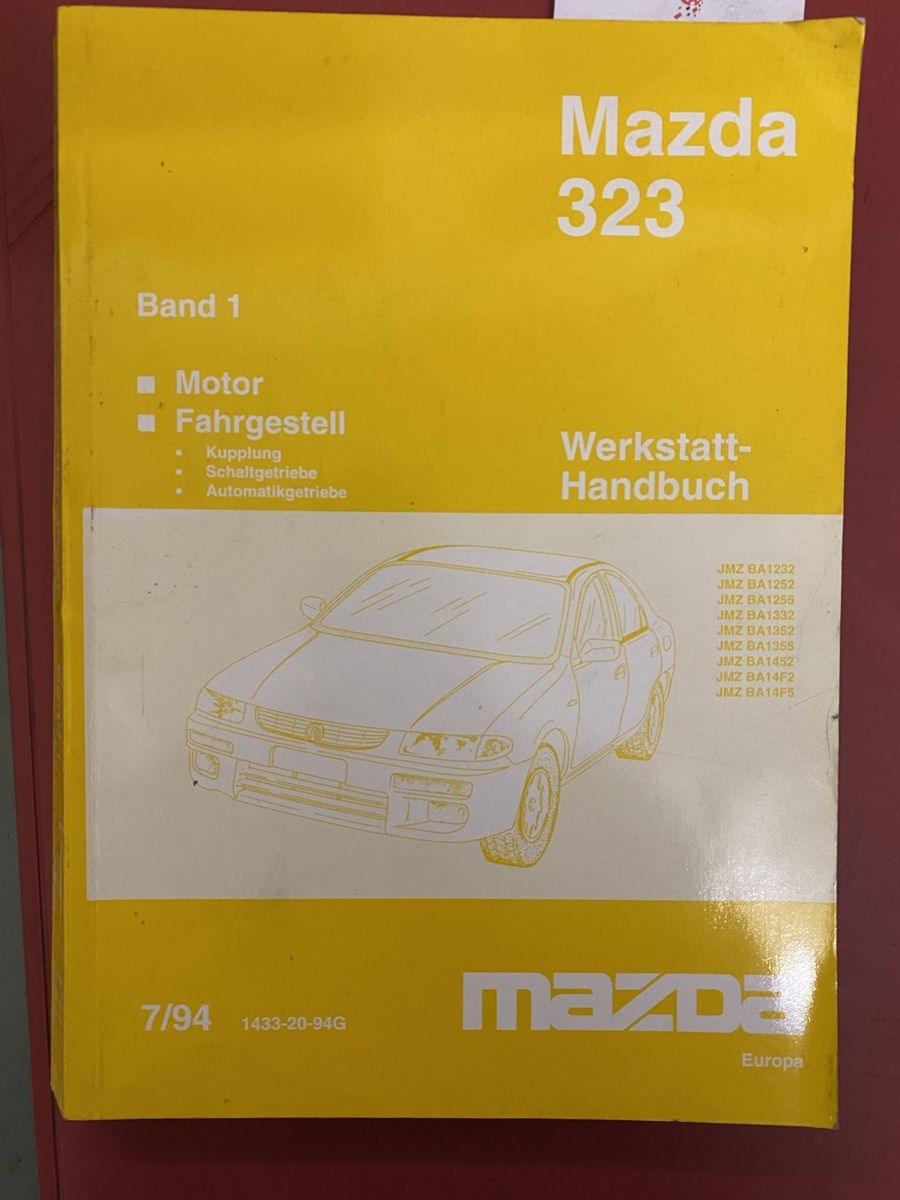 Mazda
323
Band 1
Motor
Fahrgestell
• Kupplung
• Schaltgetriebe
• Automatikgetriebe
Werkstatt-
Handbuch
JMZ BA1232
JMZ BA1252
JMZ BA1255
JMZ BA1332
JMZ BA1352
JMZ BA1355
JMZ BA1452
JMZ BA14F2
JMZ BA14F5
7/94 1433-20-94G
mazda
Europa